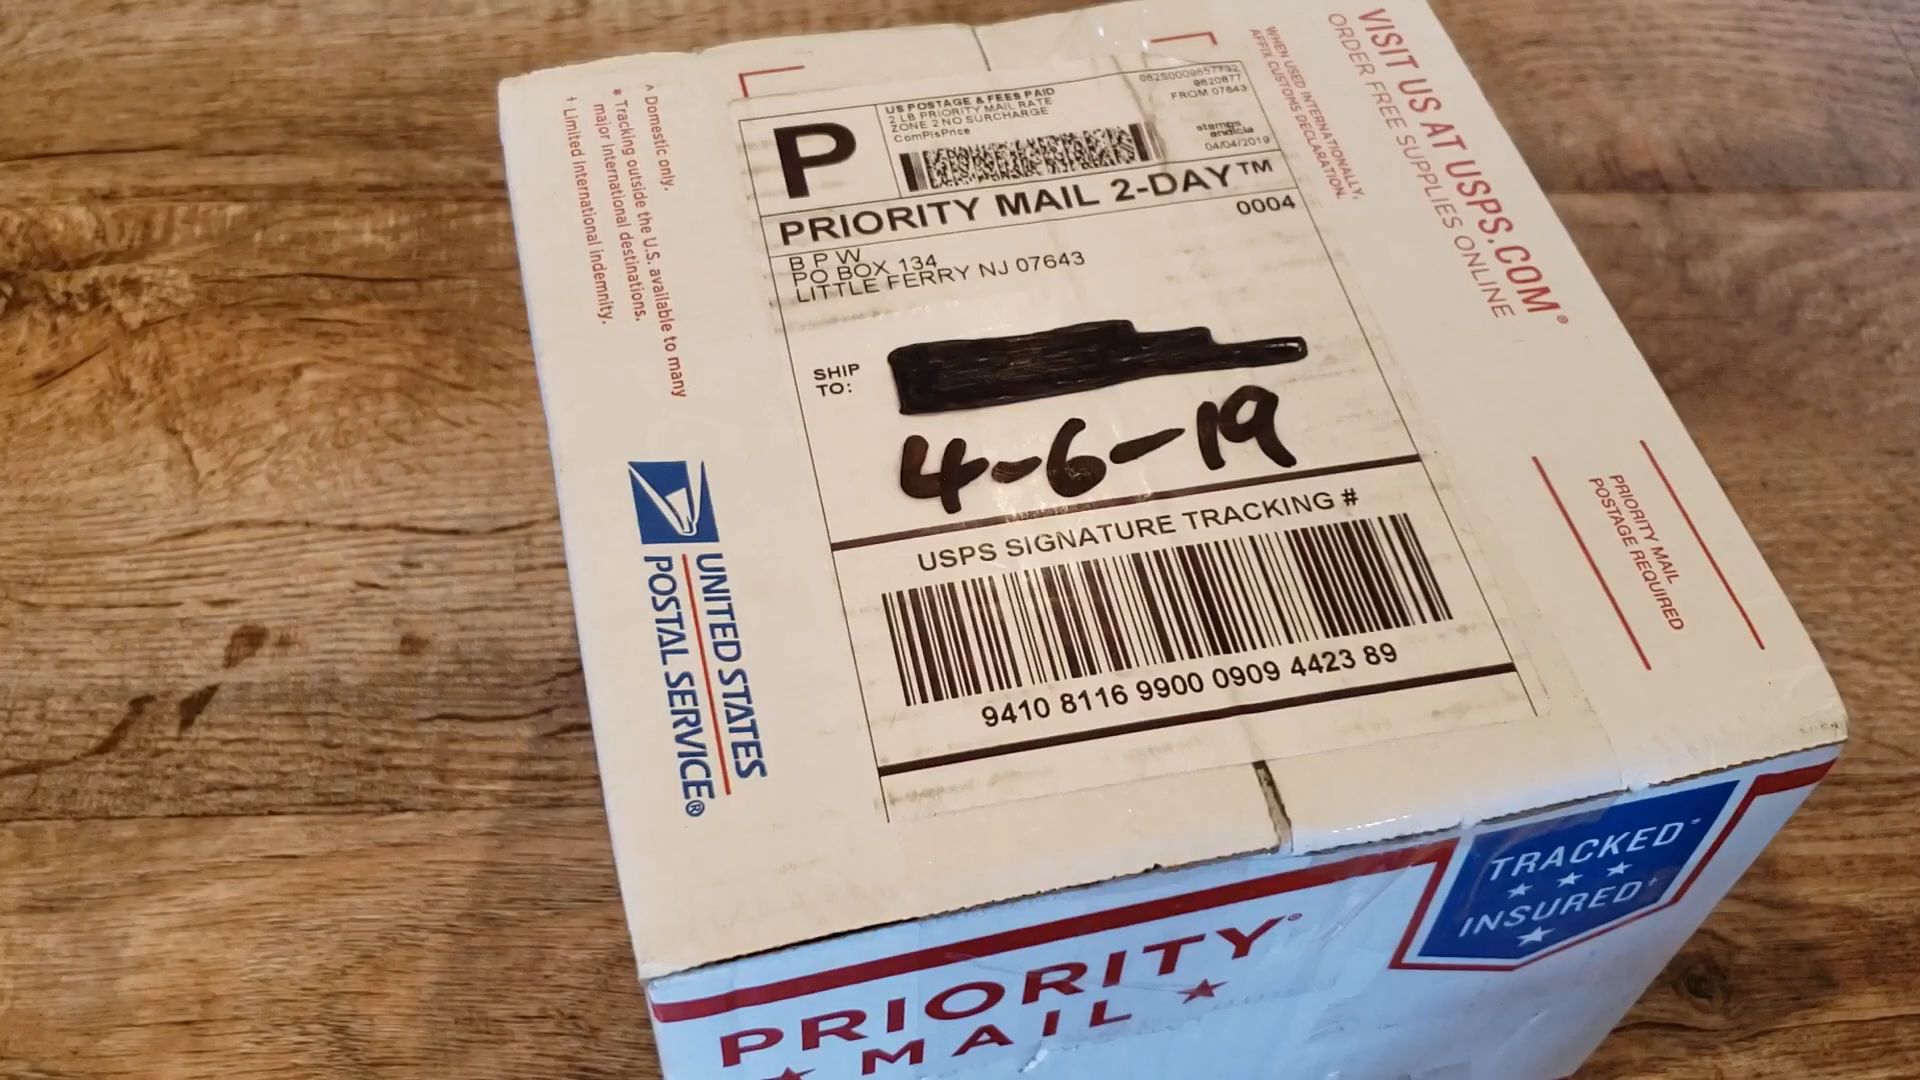 US POSTAGE & FEES PAID
2 LB PRIORITY MAIL RATE
ZONE 2 NO SURCHARGE
ComPlsPrice
062S0009657732
9820877
FROM 07643
stamps
endicia
04/04/2019
P
PRIORITY MAIL 2-DAY™
0004
B P W
PO BOX 134
LITTLE FERRY NJ 07643
SHIP
TO:
4-6-19
USPS SIGNATURE TRACKING #
9410 8116 9900 0909 4423 89
^ Domestic only.
* Tracking outside the U.S. available to many
major international destinations.
† Limited international indemnity.
UNITED STATES
POSTAL SERVICE®
WHEN USED INTERNATIONALLY,
AFFIX CUSTOMS DECLARATION.
VISIT US AT USPS.COM®
ORDER FREE SUPPLIES ONLINE
PRIORITY MAIL
POSTAGE REQUIRED
PRIORITY®
MAIL
TRACKED*
INSURED†